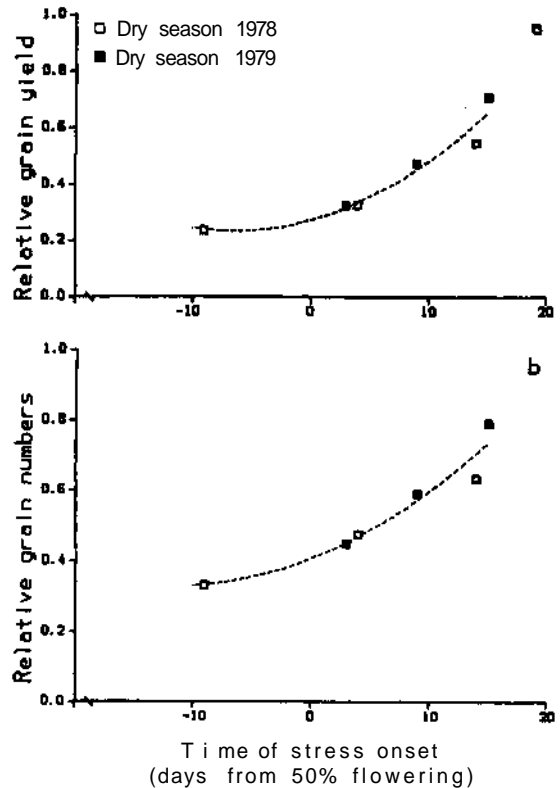 Dry season 1978
Dry season 1979
Relative grain yield
1.0
0.8
0.6
0.4
0.2
0.0
-10
0
10
20
b
Relative grain numbers
1.0
0.8
0.6
0.4
0.2
0.0
-10
0
10
20
Time of stress onset
(days from 50% flowering)